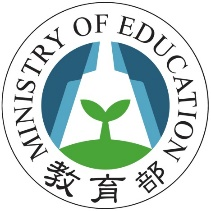 MINISTRY OF EDUCATION
教育部